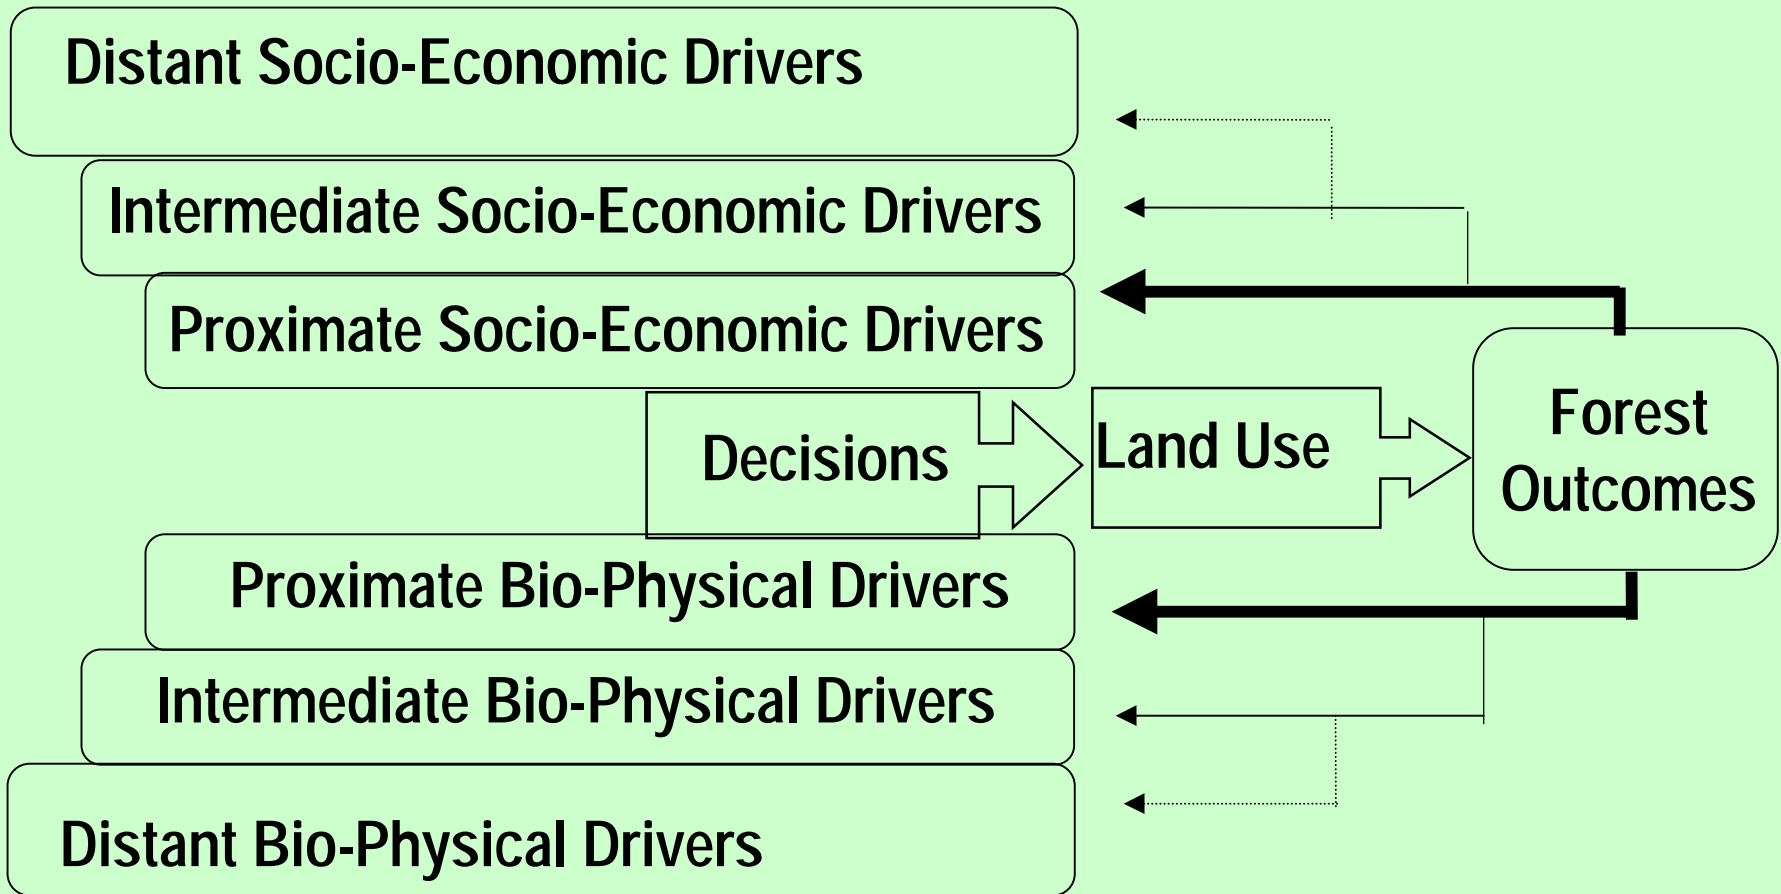 Distant Socio-Economic Drivers
Intermediate Socio-Economic Drivers
Proximate Socio-Economic Drivers
Decisions
Land Use
Forest
Outcomes
Proximate Bio-Physical Drivers
Intermediate Bio-Physical Drivers
Distant Bio-Physical Drivers